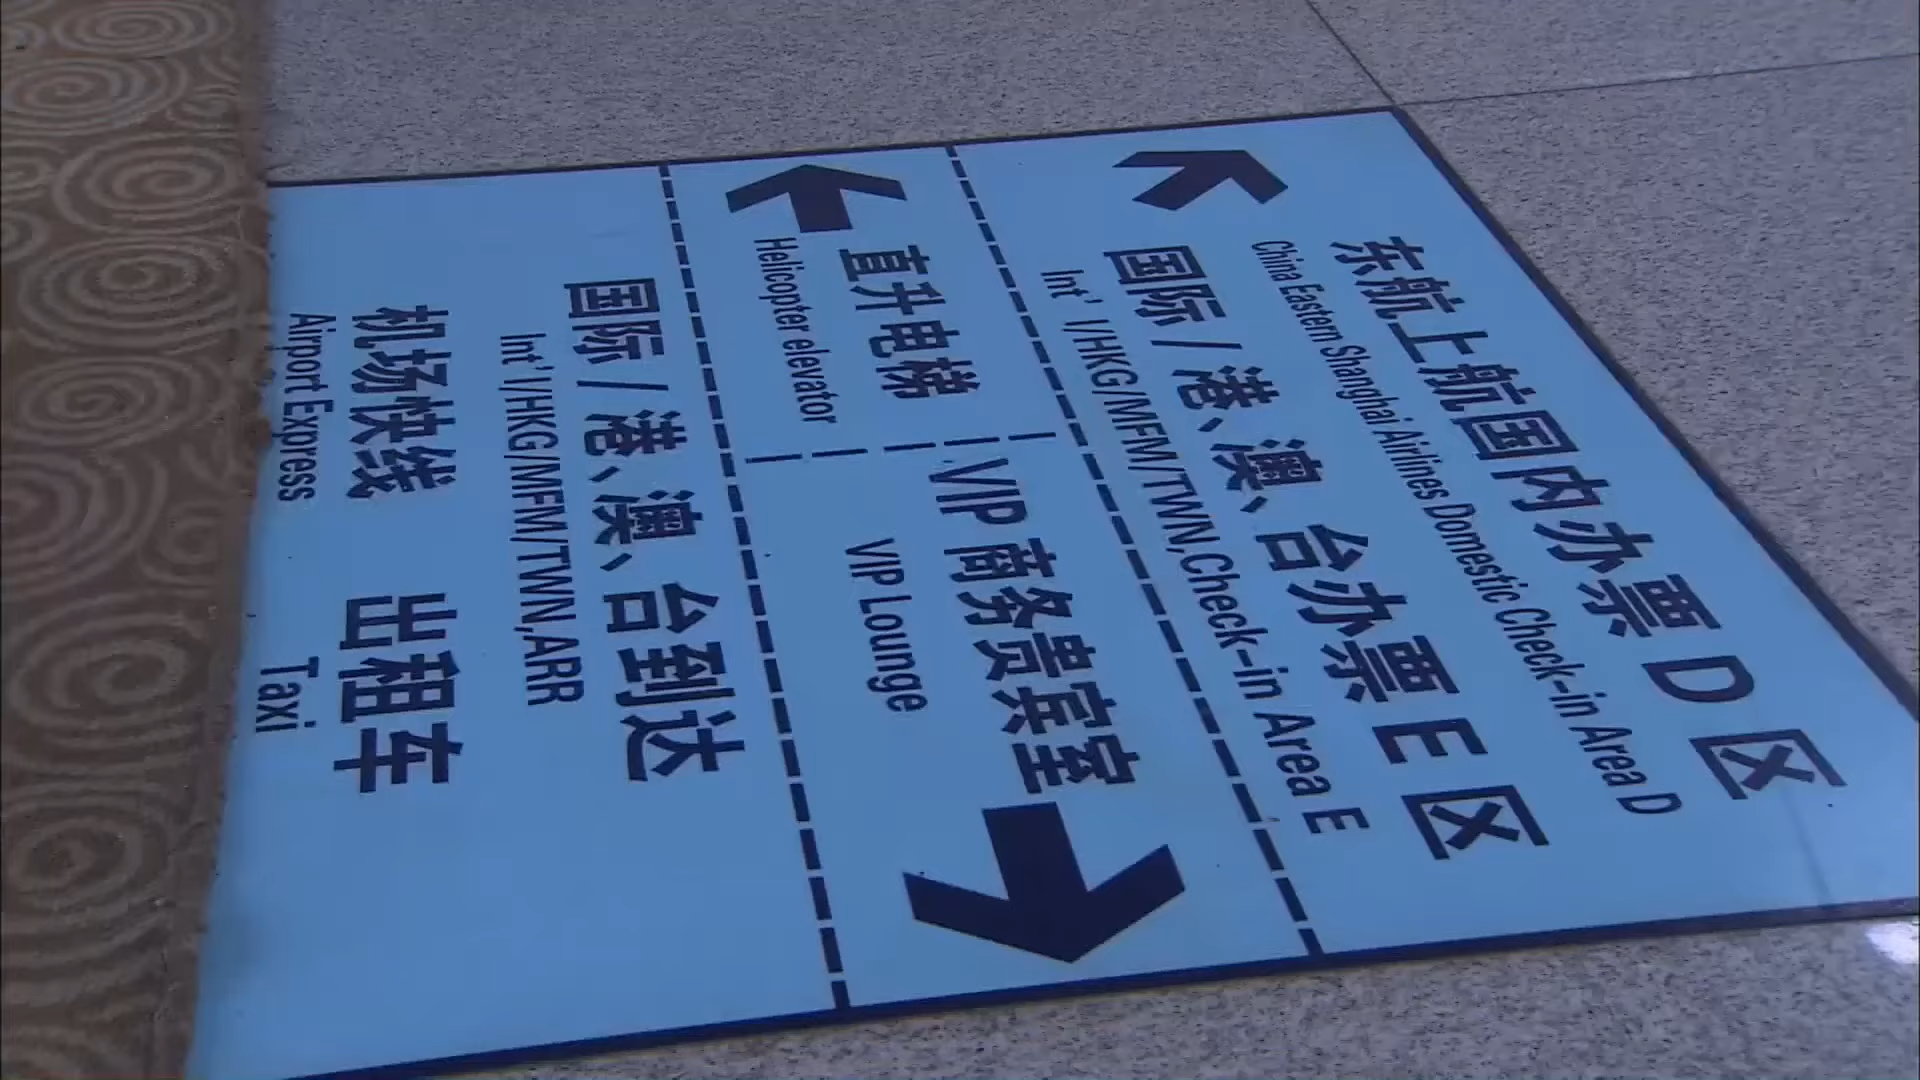 东航上航国内办票 D 区
China Eastern Shanghai Airlines Domestic Check-in Area D
国际 / 港、澳、台办票 E 区
Int' l/HKG/MFM/TWN,Check-in Area E
直升电梯
Helicopter elevator
VIP 商务贵宾室
VIP Lounge
国际 / 港、澳、台到达
Int' l/HKG/MFM/TWN,ARR
机场快线 出租车
Airport Express Taxi